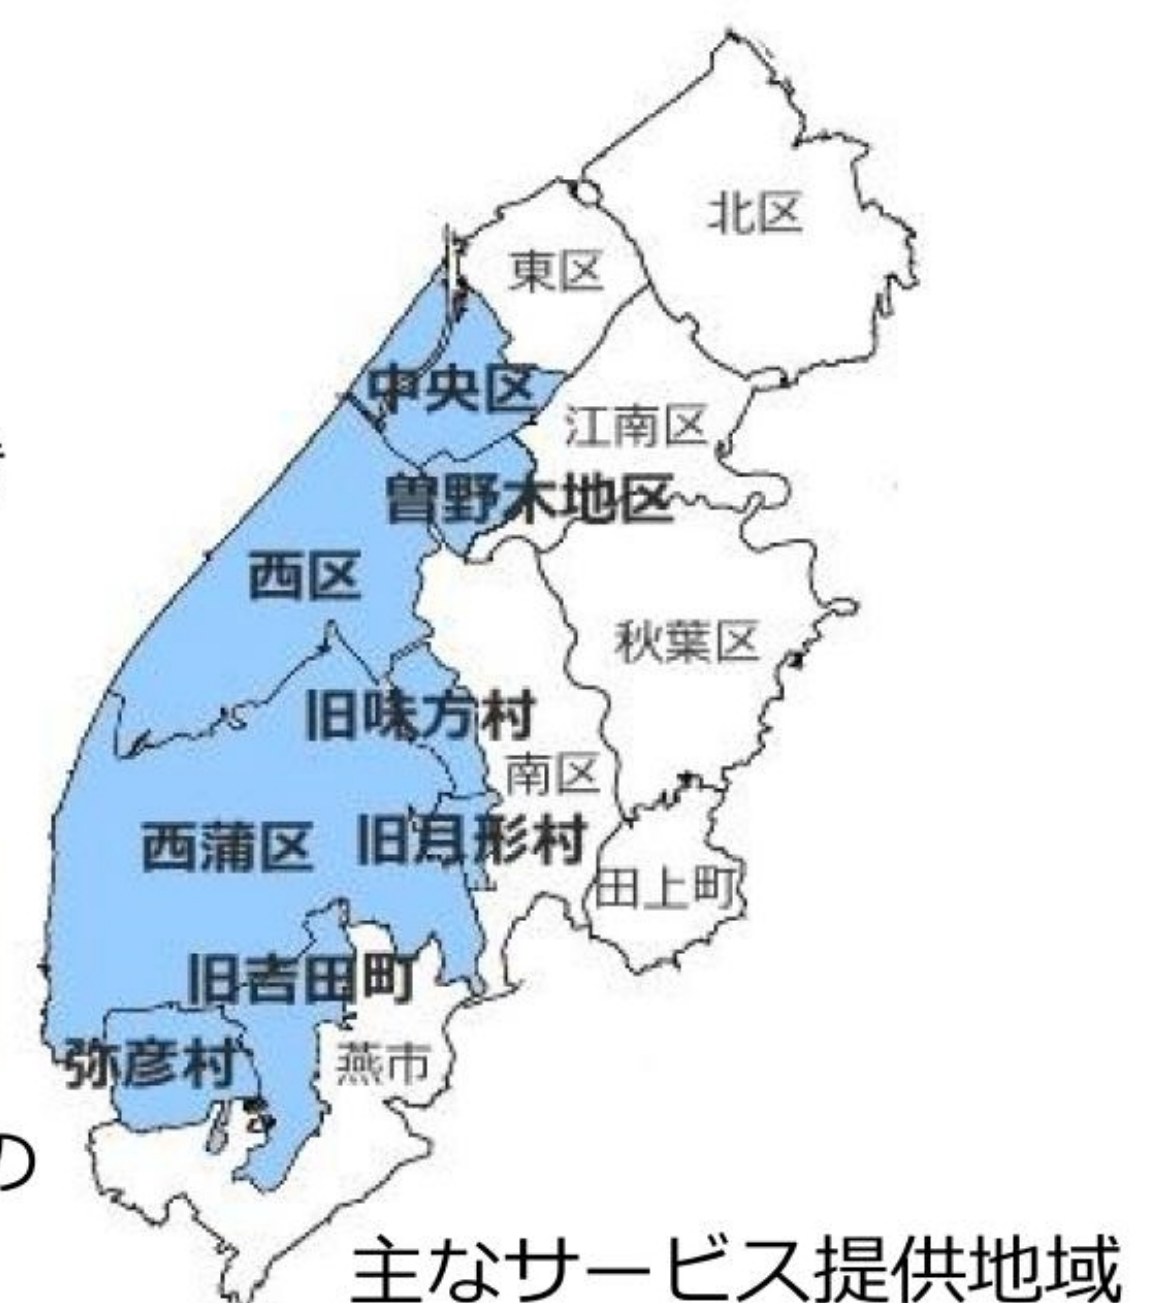 北区
東区
中央区
江南区
曽野木地区
西区
秋葉区
旧味方村
南区
西蒲区
旧月形村
田上町
旧吉田町
弥彦村
燕市
の
主なサービス提供地域